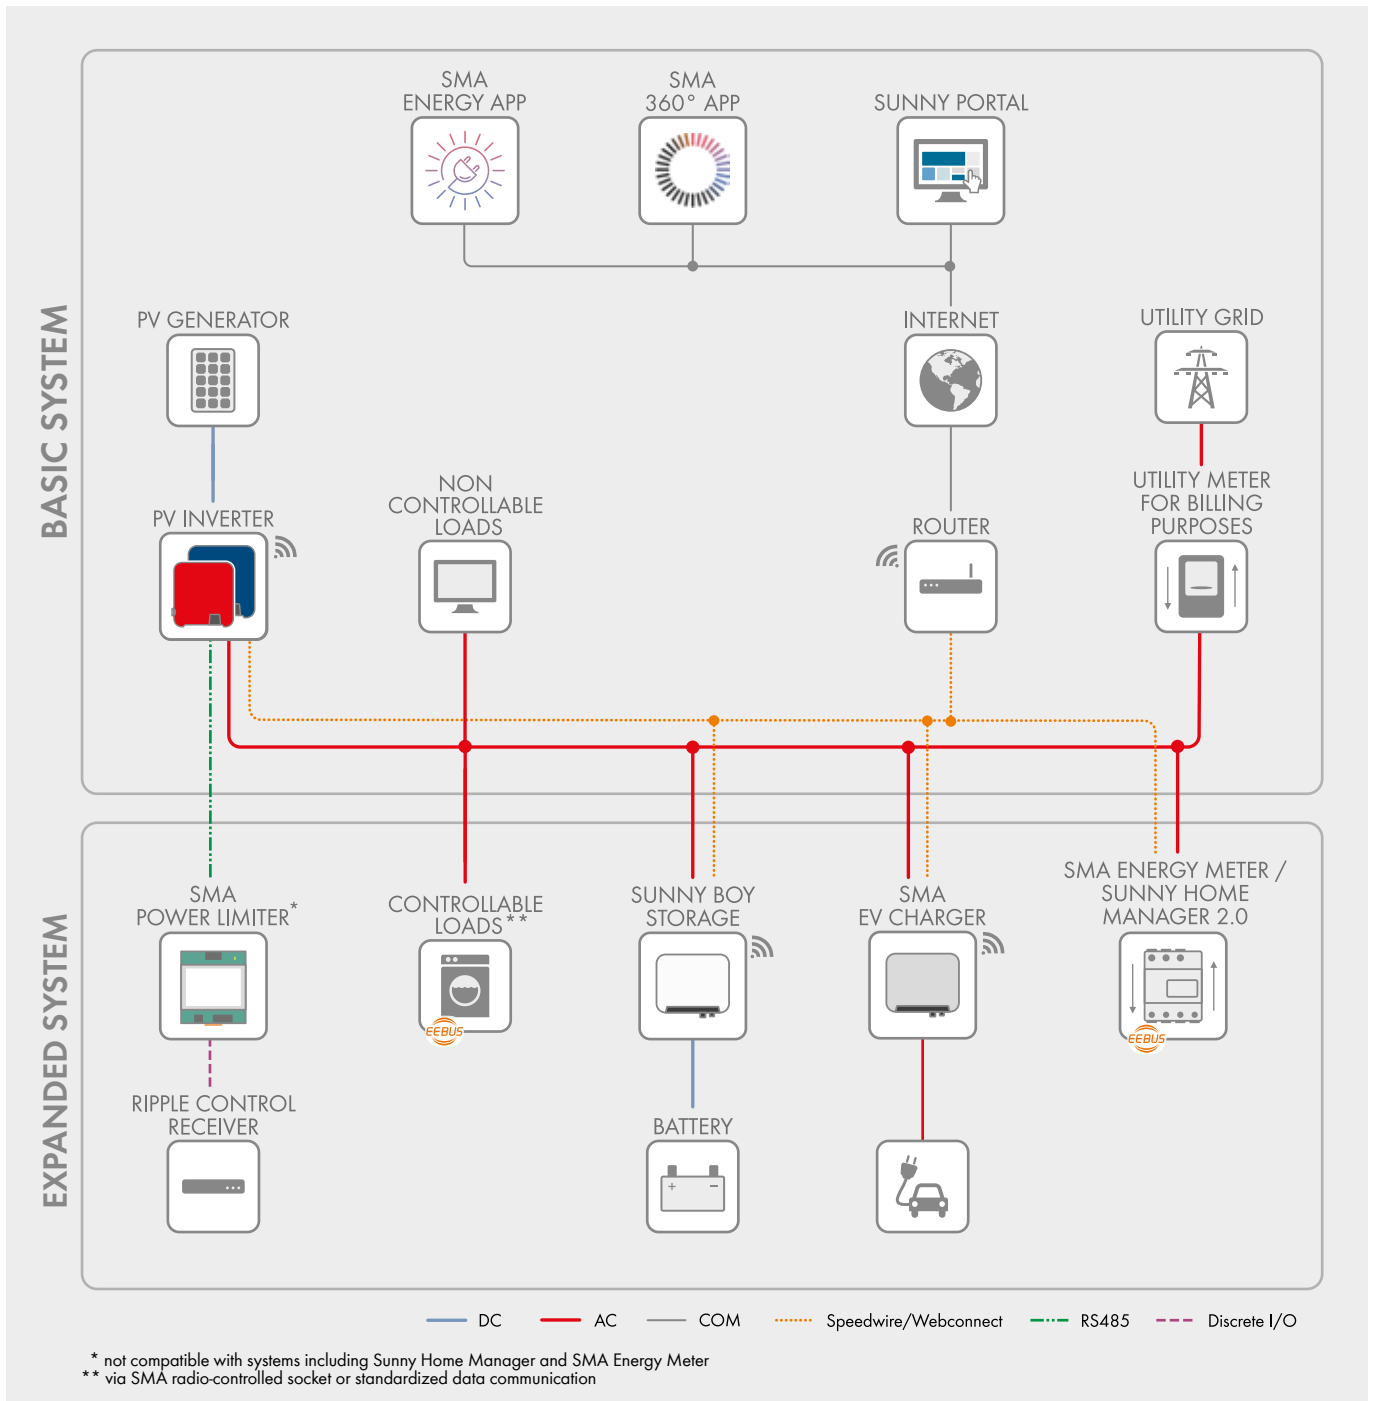 SMA
ENERGY APP
SMA
360° APP
SUNNY PORTAL
BASIC SYSTEM
PV GENERATOR
INTERNET
UTILITY GRID
PV INVERTER
NON
CONTROLLABLE
LOADS
ROUTER
UTILITY METER
FOR BILLING
PURPOSES
EXPANDED SYSTEM
SMA
POWER LIMITER*
CONTROLLABLE
LOADS**
EEBUS
SUNNY BOY
STORAGE
SMA
EV CHARGER
SMA ENERGY METER /
SUNNY HOME
MANAGER 2.0
EEBUS
RIPPLE CONTROL
RECEIVER
BATTERY
+ −
DC AC COM Speedwire/Webconnect RS485 Discrete I/O
* not compatible with systems including Sunny Home Manager and SMA Energy Meter
** via SMA radio-controlled socket or standardized data communication